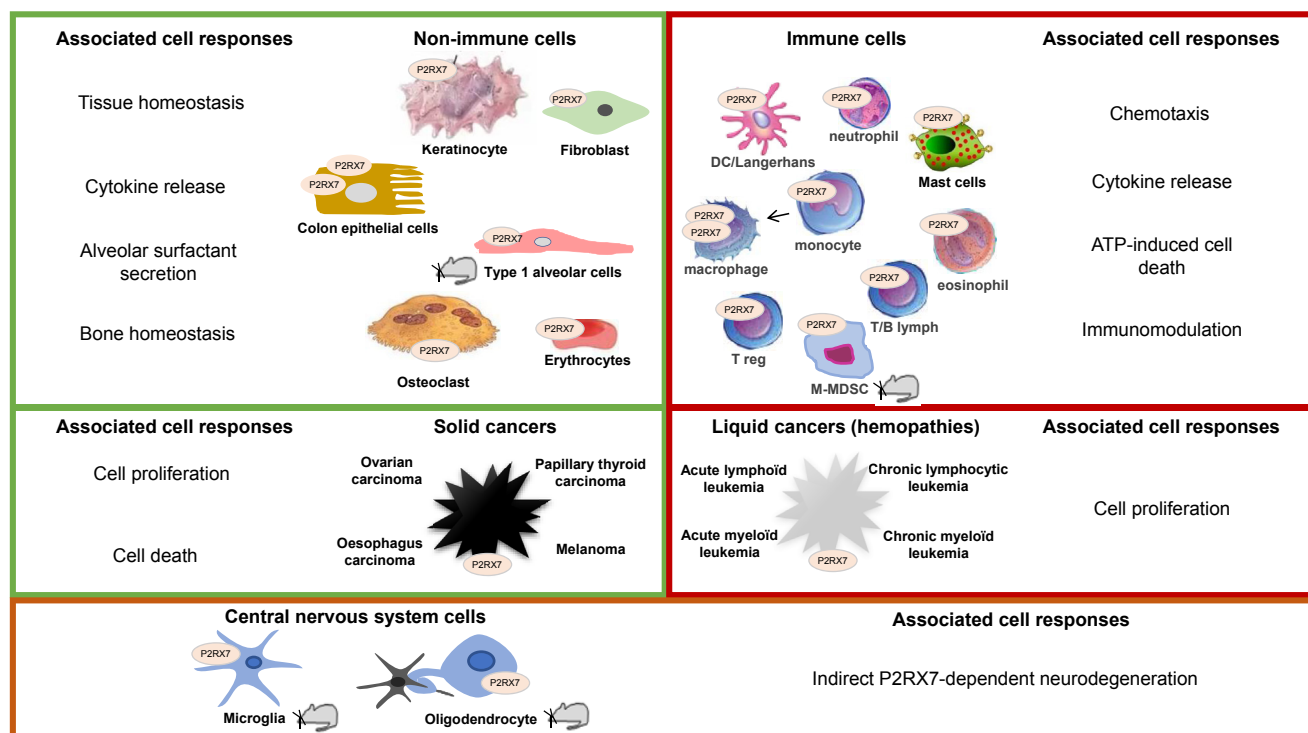 Associated cell responses
Non-immune cells
P2RX7
Tissue homeostasis
P2RX7
Keratinocyte
Fibroblast
P2RX7
Cytokine release
P2RX7
Colon epithelial cells
Alveolar surfactant
secretion
P2RX7
Type 1 alveolar cells
Bone homeostasis
P2RX7
Osteoclast
P2RX7
Erythrocytes
Immune cells
Associated cell responses
P2RX7
DC/Langerhans
P2RX7
neutrophil
P2RX7
Mast cells
Chemotaxis
P2RX7
P2RX7
macrophage
P2RX7
monocyte
P2RX7
eosinophil
Cytokine release
ATP-induced cell
death
P2RX7
T/B lymph
P2RX7
T reg
P2RX7
M-MDSC
Immunomodulation
Associated cell responses
Solid cancers
Cell proliferation
Cell death
Ovarian
carcinoma
Papillary thyroid
carcinoma
Oesophagus
carcinoma
Melanoma
P2RX7
Liquid cancers (hemopathies)
Associated cell responses
Acute lymphoïd
leukemia
Chronic lymphocytic
leukemia
Acute myeloïd
leukemia
Chronic myeloïd
leukemia
P2RX7
Cell proliferation
Central nervous system cells
Associated cell responses
P2RX7
Microglia
P2RX7
Oligodendrocyte
Indirect P2RX7-dependent neurodegeneration